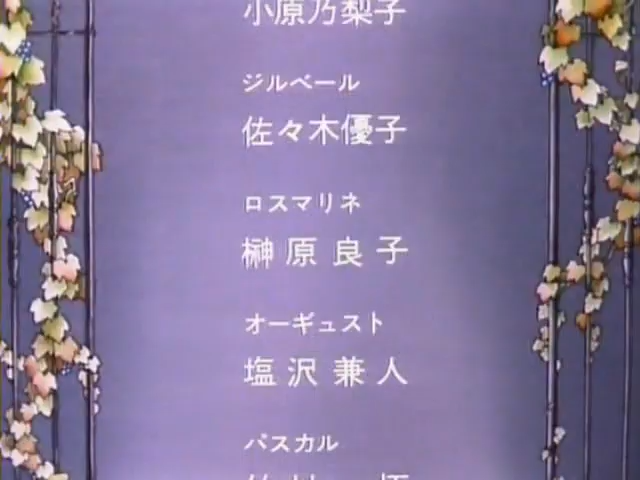 小原乃梨子
ジルベール
佐々木優子
ロスマリネ
榊原良子
オーギュスト
塩沢兼人
パスカル